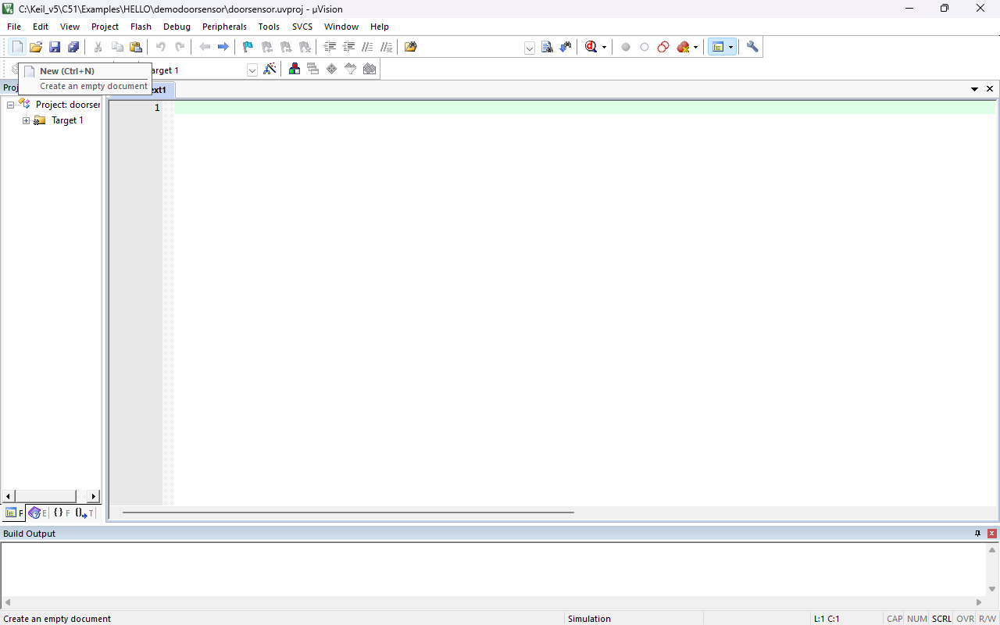 C:\Keil_v5\C51\Examples\HELLO\demodoorsensor\doorsensor.uvproj - µVision
File Edit View Project Flash Debug Peripherals Tools SVCS Window Help
New (Ctrl+N)
Create an empty document
arget 1
Proj
ext1
Project: doorser
Target 1
1
F E {} F {} T
Build Output
Create an empty document Simulation L:1 C:1 CAP NUM SCRL OVR R/W